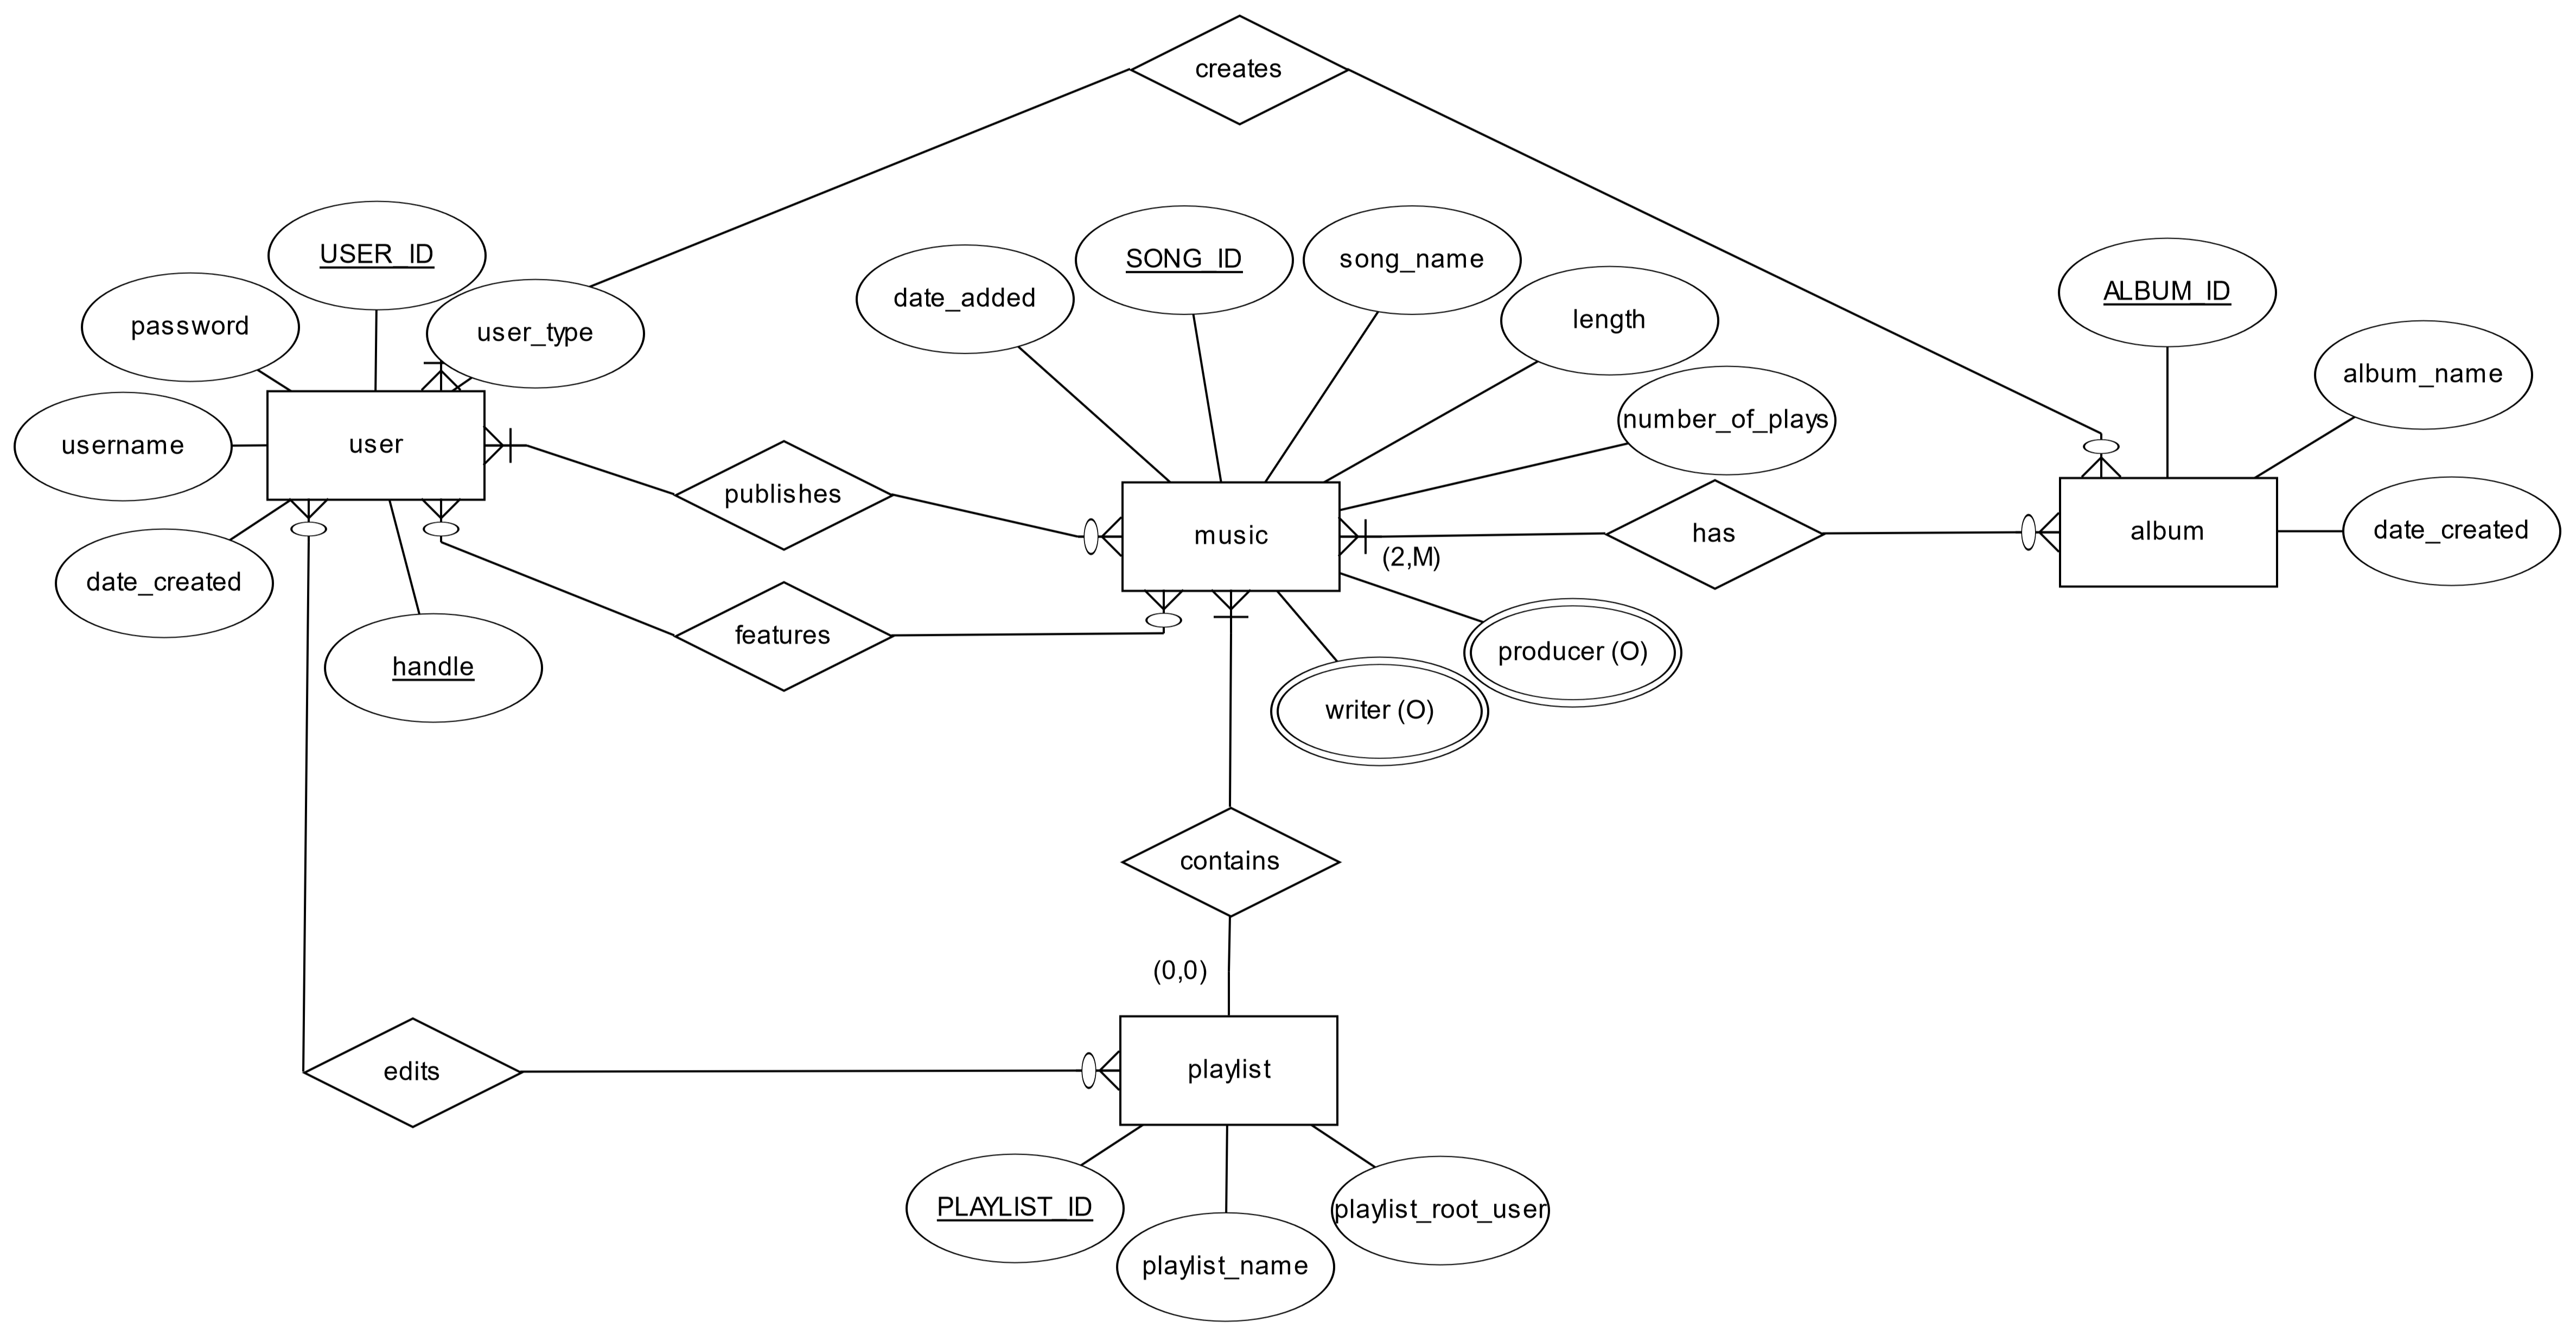 creates
USER_ID
SONG_ID
song_name
date_added
ALBUM_ID
length
password
user_type
album_name
number_of_plays
username
user
publishes
music
has
album
date_created
(2,M)
date_created
features
producer (O)
handle
writer (O)
contains
(0,0)
edits
playlist
PLAYLIST_ID
playlist_root_user
playlist_name